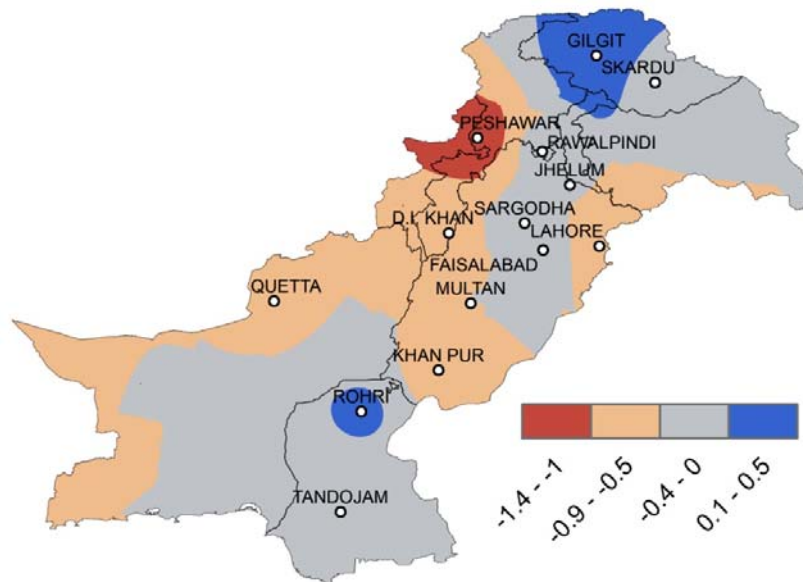 GILGIT
SKARDU
PESHAWAR
RAWALPINDI
JHELUM
D.I. KHAN
SARGODHA
LAHORE
FAISALABAD
QUETTA
MULTAN
KHAN PUR
ROHRI
TANDOJAM
-1.4 - -1
-0.9 - -0.5
-0.4 - 0
0.1 - 0.5